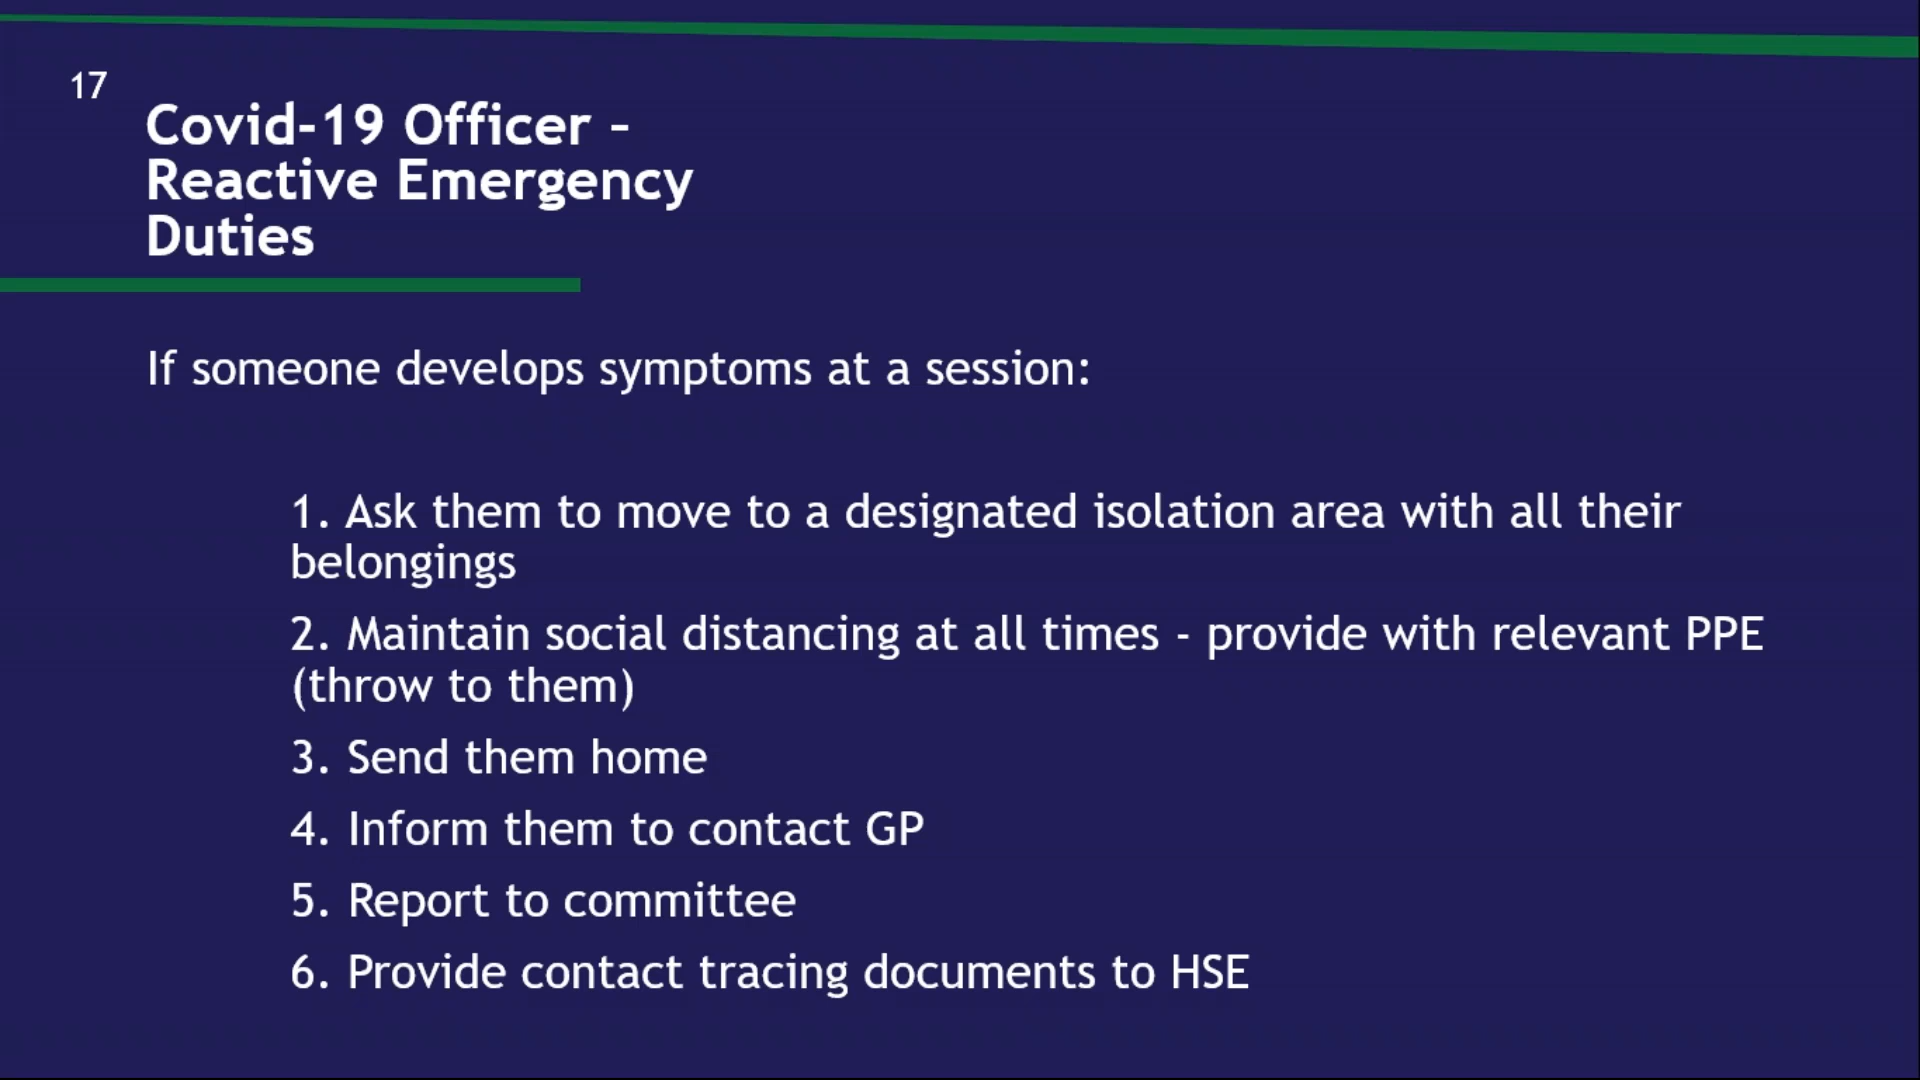 17
Covid-19 Officer –
Reactive Emergency
Duties
If someone develops symptoms at a session:
1. Ask them to move to a designated isolation area with all their
belongings
2. Maintain social distancing at all times - provide with relevant PPE
(throw to them)
3. Send them home
4. Inform them to contact GP
5. Report to committee
6. Provide contact tracing documents to HSE